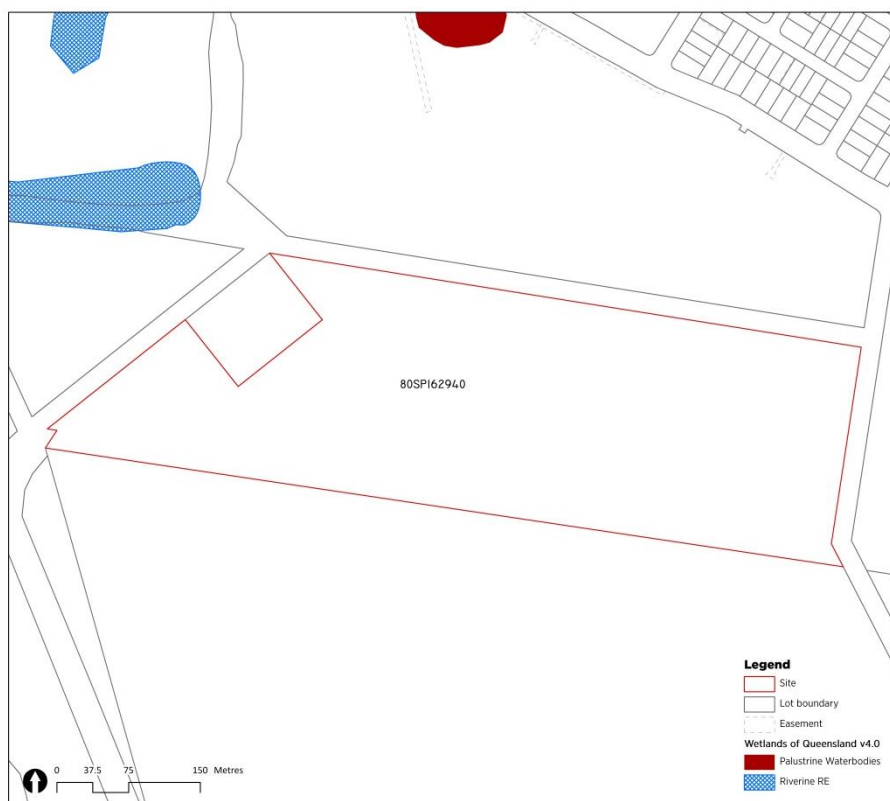 80SP162940
Legend
Site
Lot boundary
Easement
Wetlands of Queensland v4.0
Palustrine Waterbodies
Riverine RE
0 37.5 75 150 Metres